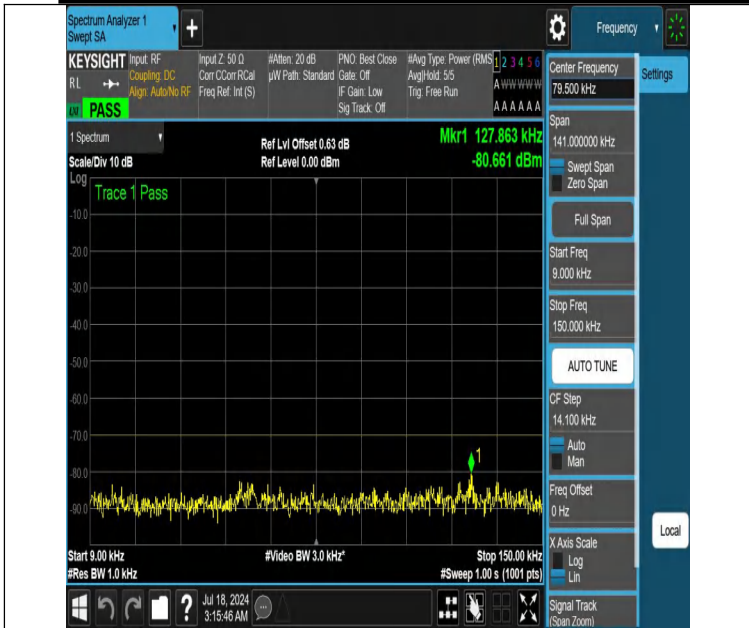 Spectrum Analyzer 1
Swept SA
+
Frequency
KEYSIGHT
Input: RF
Input Z: 50 Ω
#Atten: 20 dB
PNO: Best Close
#Avg Type: Power (RMS
1 2 3 4 5 6
RL
Coupling: DC
Corr CCorr RCal
µW Path: Standard
Gate: Off
Avg|Hold: 5/5
A W W W W W
Align: Auto/No RF
Freq Ref: Int (S)
IF Gain: Low
Trig: Free Run
PASS
Sig Track: Off
A A A A A A
1 Spectrum
Ref Lvl Offset 0.63 dB
Mkr1 127.863 kHz
Scale/Div 10 dB
Ref Level 0.00 dBm
-80.661 dBm
Log
Trace 1 Pass
-10.0
-20.0
-30.0
-40.0
-50.0
-60.0
-70.0
1
-80.0
-90.0
Start 9.00 kHz
#Video BW 3.0 kHz*
Stop 150.00 kHz
#Res BW 1.0 kHz
#Sweep 1.00 s (1001 pts)
?
Jul 18, 2024
3:15:46 AM
Center Frequency
79.500 kHz
Settings
Span
141.000000 kHz
Swept Span
Zero Span
Full Span
Start Freq
9.000 kHz
Stop Freq
150.000 kHz
AUTO TUNE
CF Step
14.100 kHz
Auto
Man
Freq Offset
0 Hz
Local
X Axis Scale
Log
Lin
Signal Track
(Span Zoom)